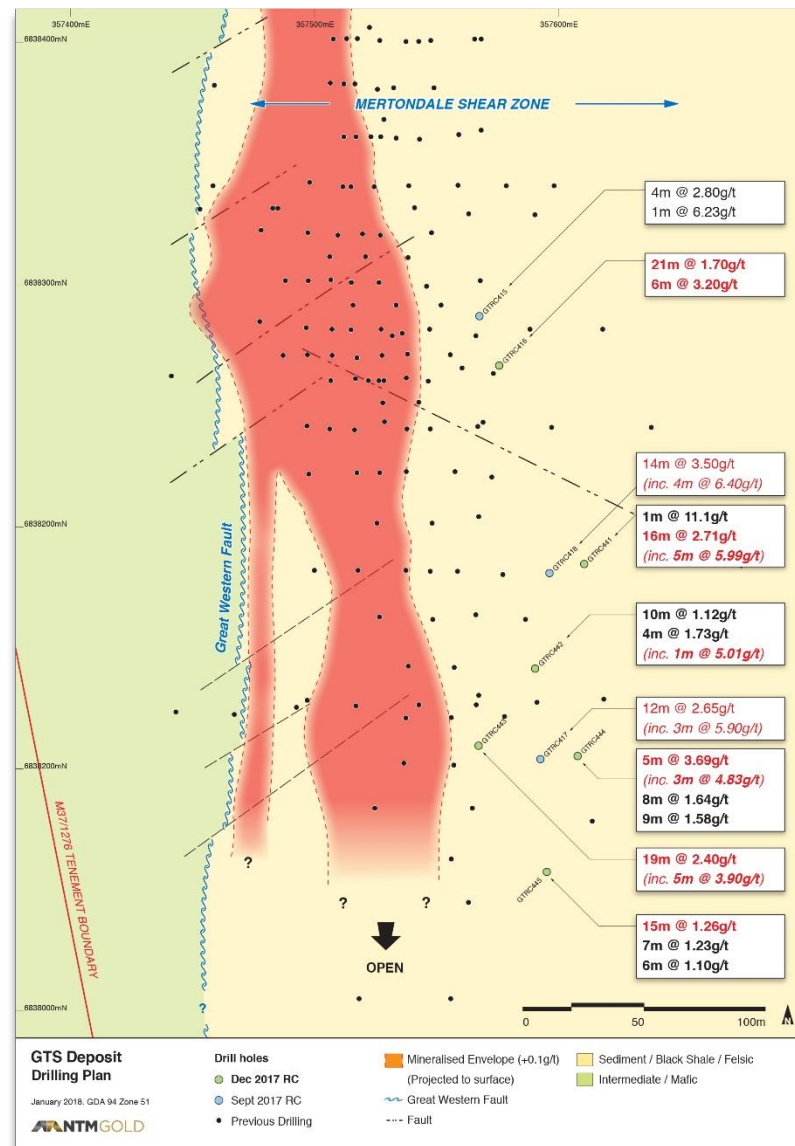 357400mE
357500mE
357600mE
6838400mN
MERTONDALE SHEAR ZONE
4m @ 2.80g/t
1m @ 6.23g/t
21m @ 1.70g/t
6m @ 3.20g/t
6838300mN
GTRC415
GTRC416
14m @ 3.50g/t
(inc. 4m @ 6.40g/t)
1m @ 11.1g/t
16m @ 2.71g/t
(inc. 5m @ 5.99g/t)
6838200mN
Great Western Fault
GTRC418
GTRC441
10m @ 1.12g/t
4m @ 1.73g/t
(inc. 1m @ 5.01g/t)
GTRC442
12m @ 2.65g/t
(inc. 3m @ 5.90g/t)
GTRC443
GTRC417
GTRC444
6838200mN
5m @ 3.69g/t
(inc. 3m @ 4.83g/t)
8m @ 1.64g/t
9m @ 1.58g/t
M37/1276 TENEMENT BOUNDARY
?
19m @ 2.40g/t
(inc. 5m @ 3.90g/t)
GTRC445
? ?
15m @ 1.26g/t
7m @ 1.23g/t
6m @ 1.10g/t
OPEN
6838000mN
?
0 50 100m
N
GTS Deposit
Drilling Plan
January 2018. GDA 94 Zone 51
NTMGOLD
Drill holes
Dec 2017 RC
Sept 2017 RC
Previous Drilling
Mineralised Envelope (+0.1g/t)
(Projected to surface)
Great Western Fault
Fault
Sediment / Black Shale / Felsic
Intermediate / Mafic